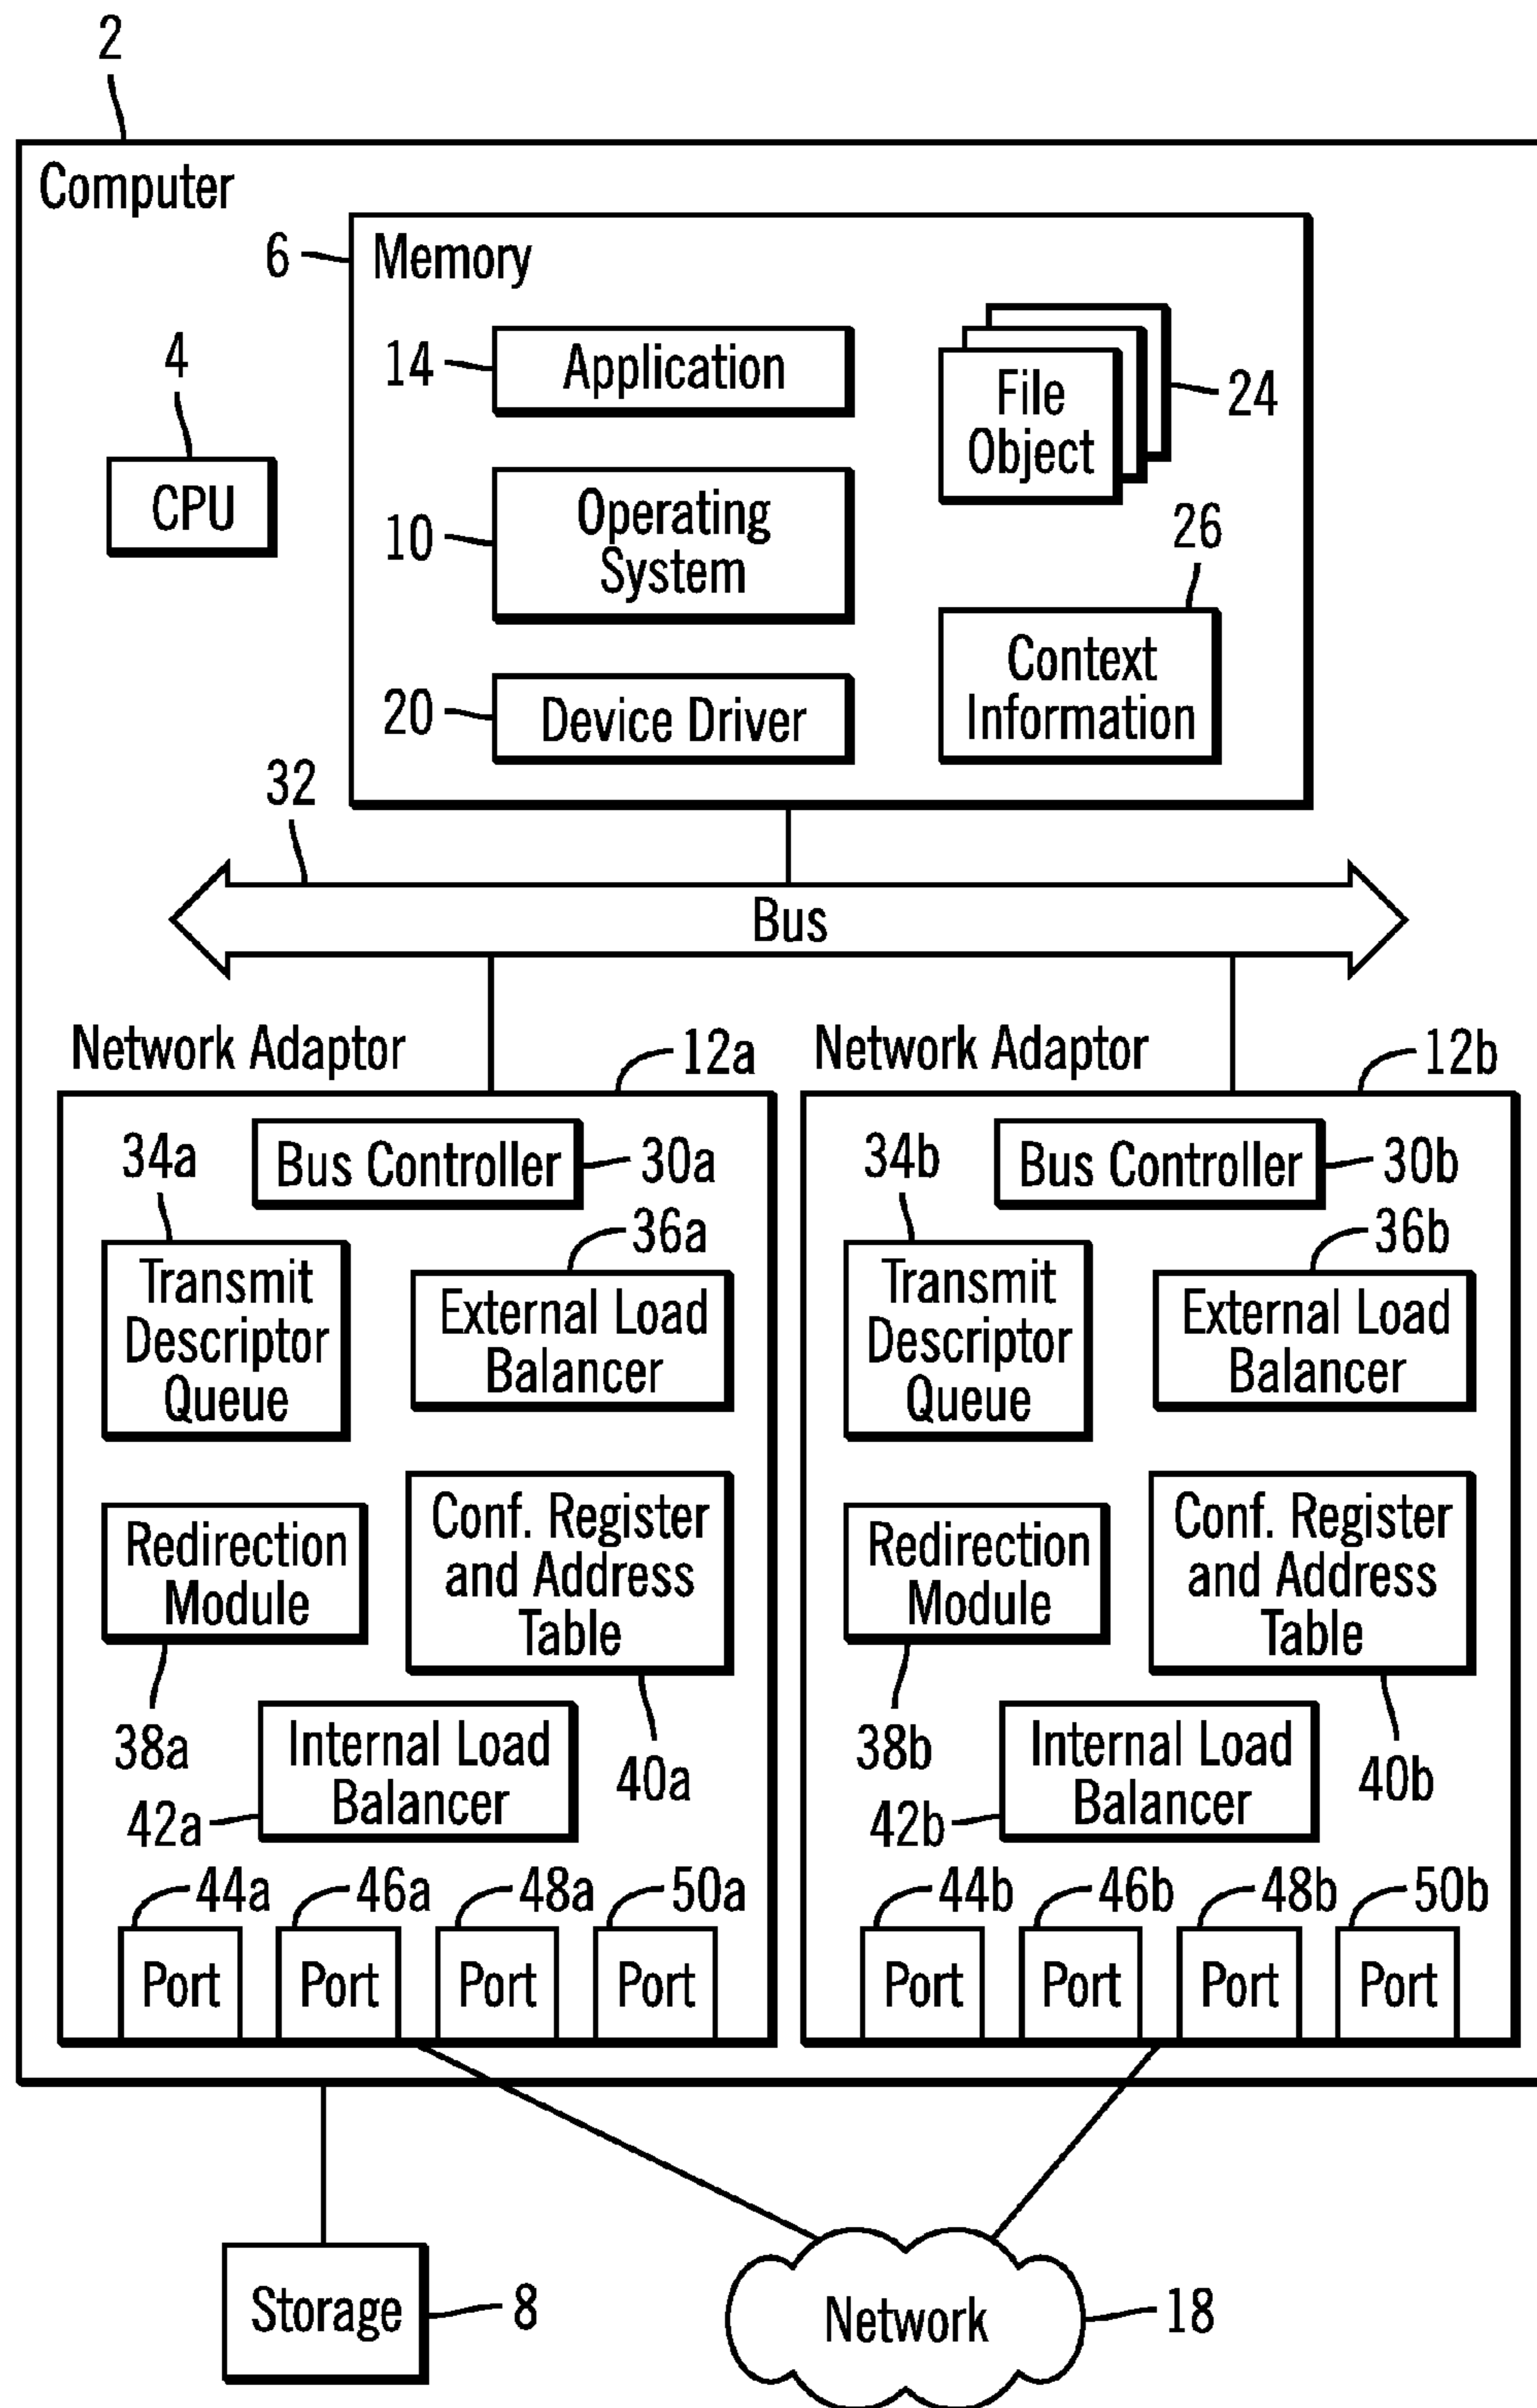 2
Computer
6
Memory
14
Application
File
Object
24
4
CPU
10
Operating
System
26
Context
Information
20
Device Driver
32
Bus
Network Adaptor
12a
Bus Controller
30a
34a
Transmit
Descriptor
Queue
36a
External Load
Balancer
Redirection
Module
38a
Conf. Register
and Address
Table
40a
Internal Load
Balancer
42a
44a
46a
48a
50a
Port
Port
Port
Port
Network Adaptor
12b
Bus Controller
30b
34b
Transmit
Descriptor
Queue
36b
External Load
Balancer
Redirection
Module
38b
Conf. Register
and Address
Table
40b
Internal Load
Balancer
42b
44b
46b
48b
50b
Port
Port
Port
Port
Storage
8
Network
18